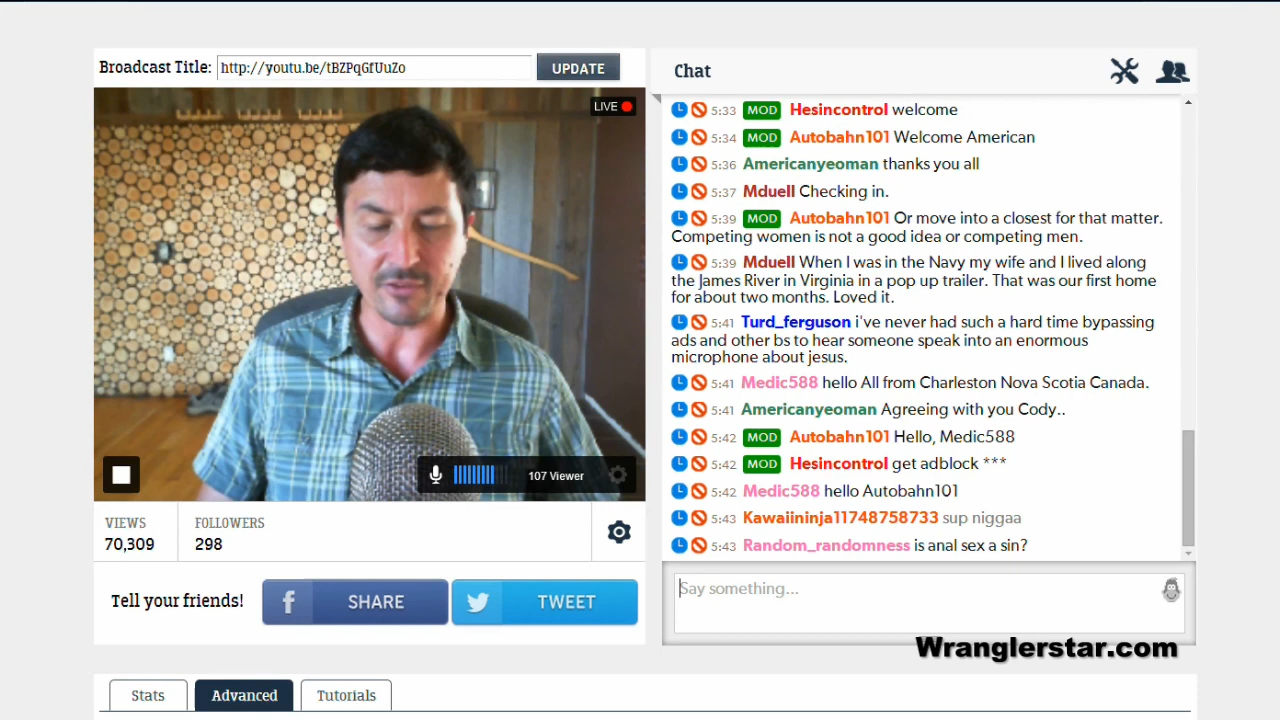 Broadcast Title: http://youtu.be/tBZPqGfUuZo UPDATE
LIVE
107 Viewer
VIEWS
70,309
FOLLOWERS
298
Tell your friends! f SHARE TWEET
Chat
5:33 MOD Hesincontrol welcome
5:34 MOD Autobahn101 Welcome American
5:36 Americanyeoman thanks you all
5:37 Mduell Checking in.
5:39 MOD Autobahn101 Or move into a closest for that matter.
Competing women is not a good idea or competing men.
5:39 Mduell When I was in the Navy my wife and I lived along
the James River in Virginia in a pop up trailer. That was our first home
for about two months. Loved it.
5:41 Turd_ferguson i've never had such a hard time bypassing
ads and other bs to hear someone speak into an enormous
microphone about jesus.
5:41 Medic588 hello All from Charleston Nova Scotia Canada.
5:41 Americanyeoman Agreeing with you Cody..
5:42 MOD Autobahn101 Hello, Medic588
5:42 MOD Hesincontrol get adblock ***
5:42 Medic588 hello Autobahn101
5:43 Kawaiininja11748758733 sup niggaa
5:43 Random_randomness is anal sex a sin?
Say something...
Wranglerstar.com
Stats Advanced Tutorials